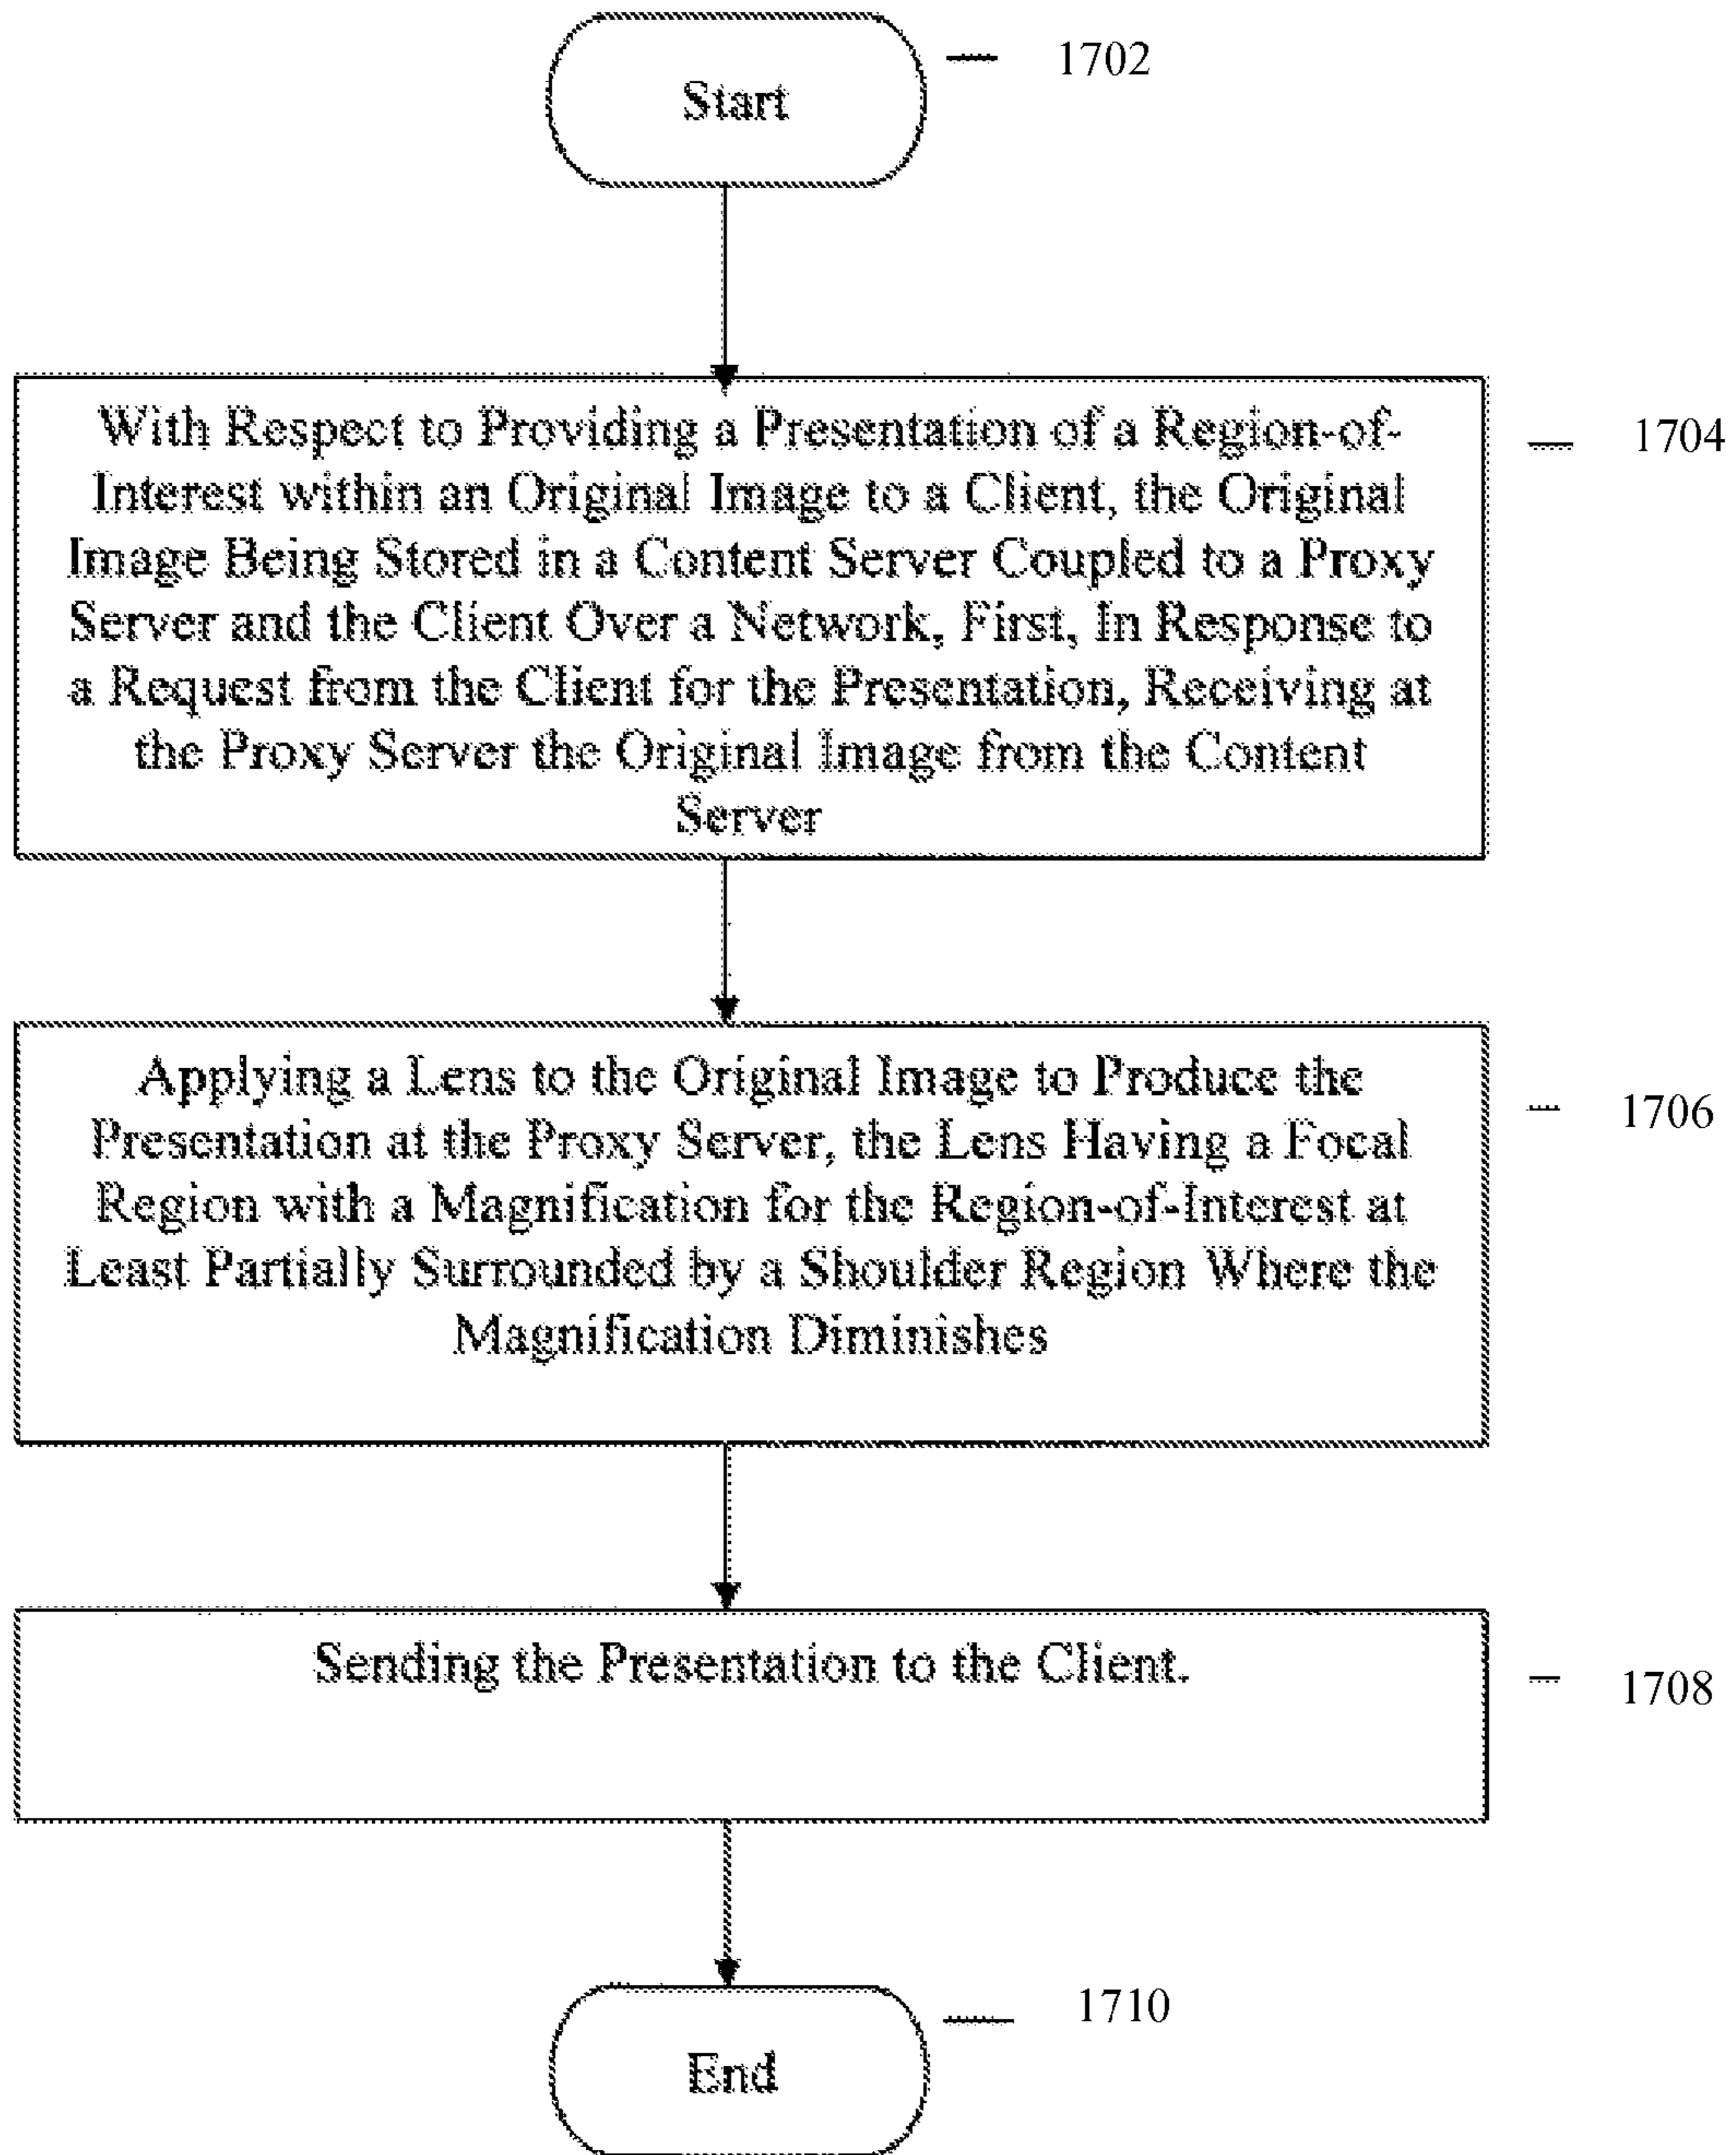 Start
1702
With Respect to Providing a Presentation of a Region-of-
Interest within an Original Image to a Client, the Original
Image Being Stored in a Content Server Coupled to a Proxy
Server and the Client Over a Network, First, In Response to
a Request from the Client for the Presentation, Receiving at
the Proxy Server the Original Image from the Content
Server
1704
Applying a Lens to the Original Image to Produce the
Presentation at the Proxy Server, the Lens Having a Focal
Region with a Magnification for the Region-of-Interest at
Least Partially Surrounded by a Shoulder Region Where the
Magnification Diminishes
1706
Sending the Presentation to the Client.
1708
End
1710